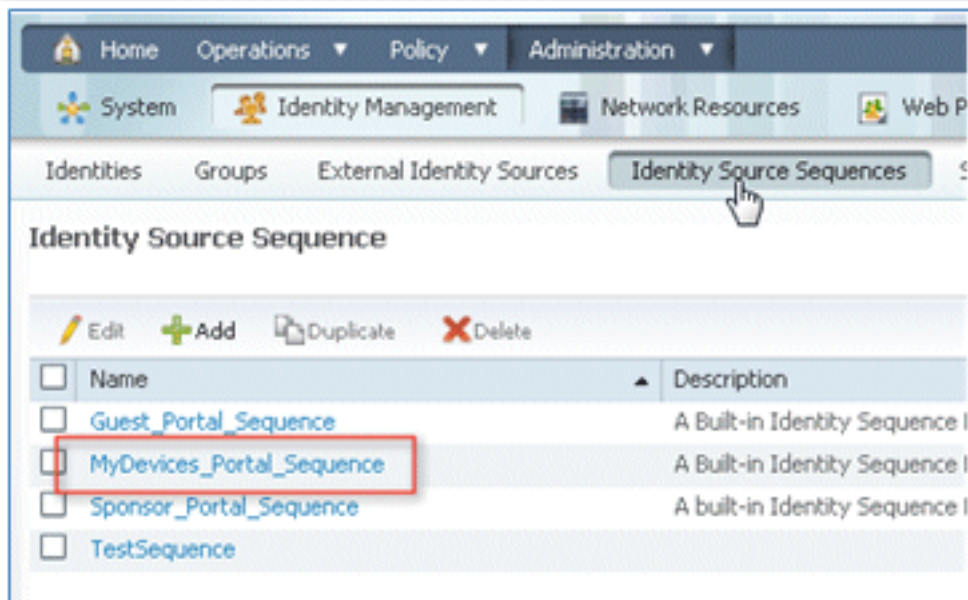 Home Operations Policy Administration
System Identity Management Network Resources Web P
Identities Groups External Identity Sources Identity Source Sequences
Identity Source Sequence
Edit Add Duplicate Delete
Name Description
Guest_Portal_Sequence A Built-in Identity Sequence
MyDevices_Portal_Sequence A Built-in Identity Sequence
Sponsor_Portal_Sequence A built-in Identity Sequence
TestSequence